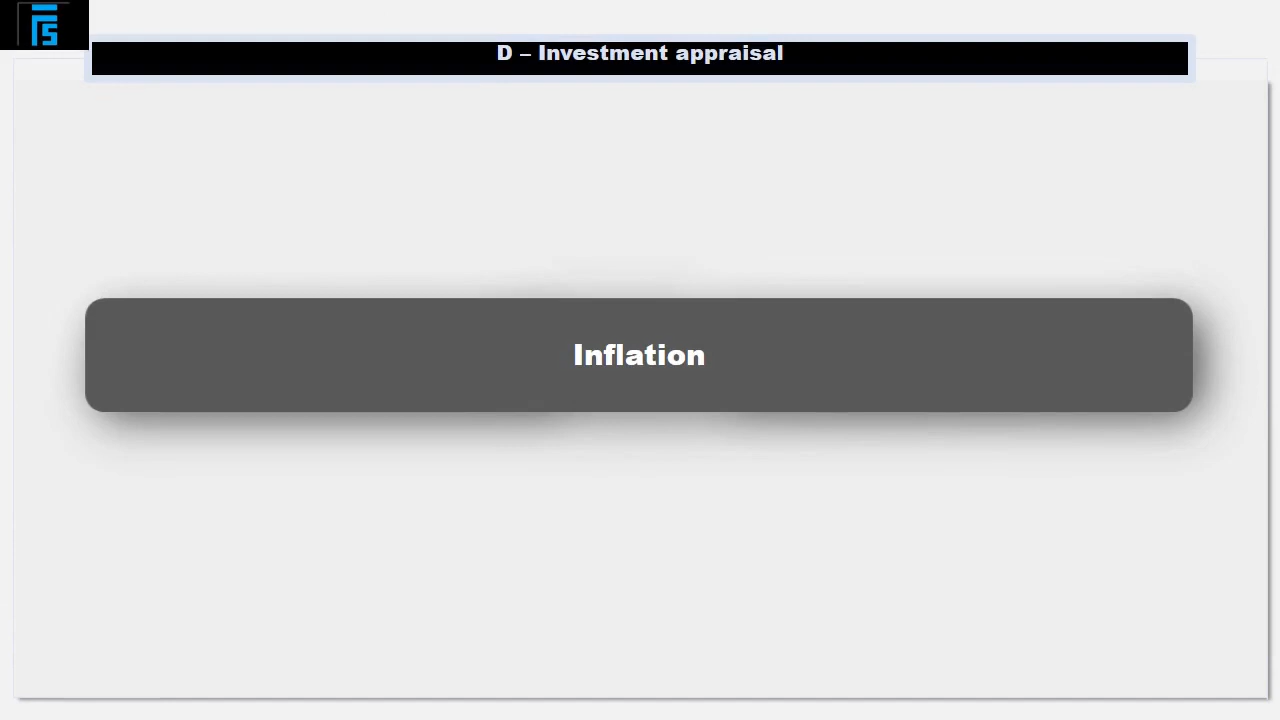 D – Investment appraisal
Inflation